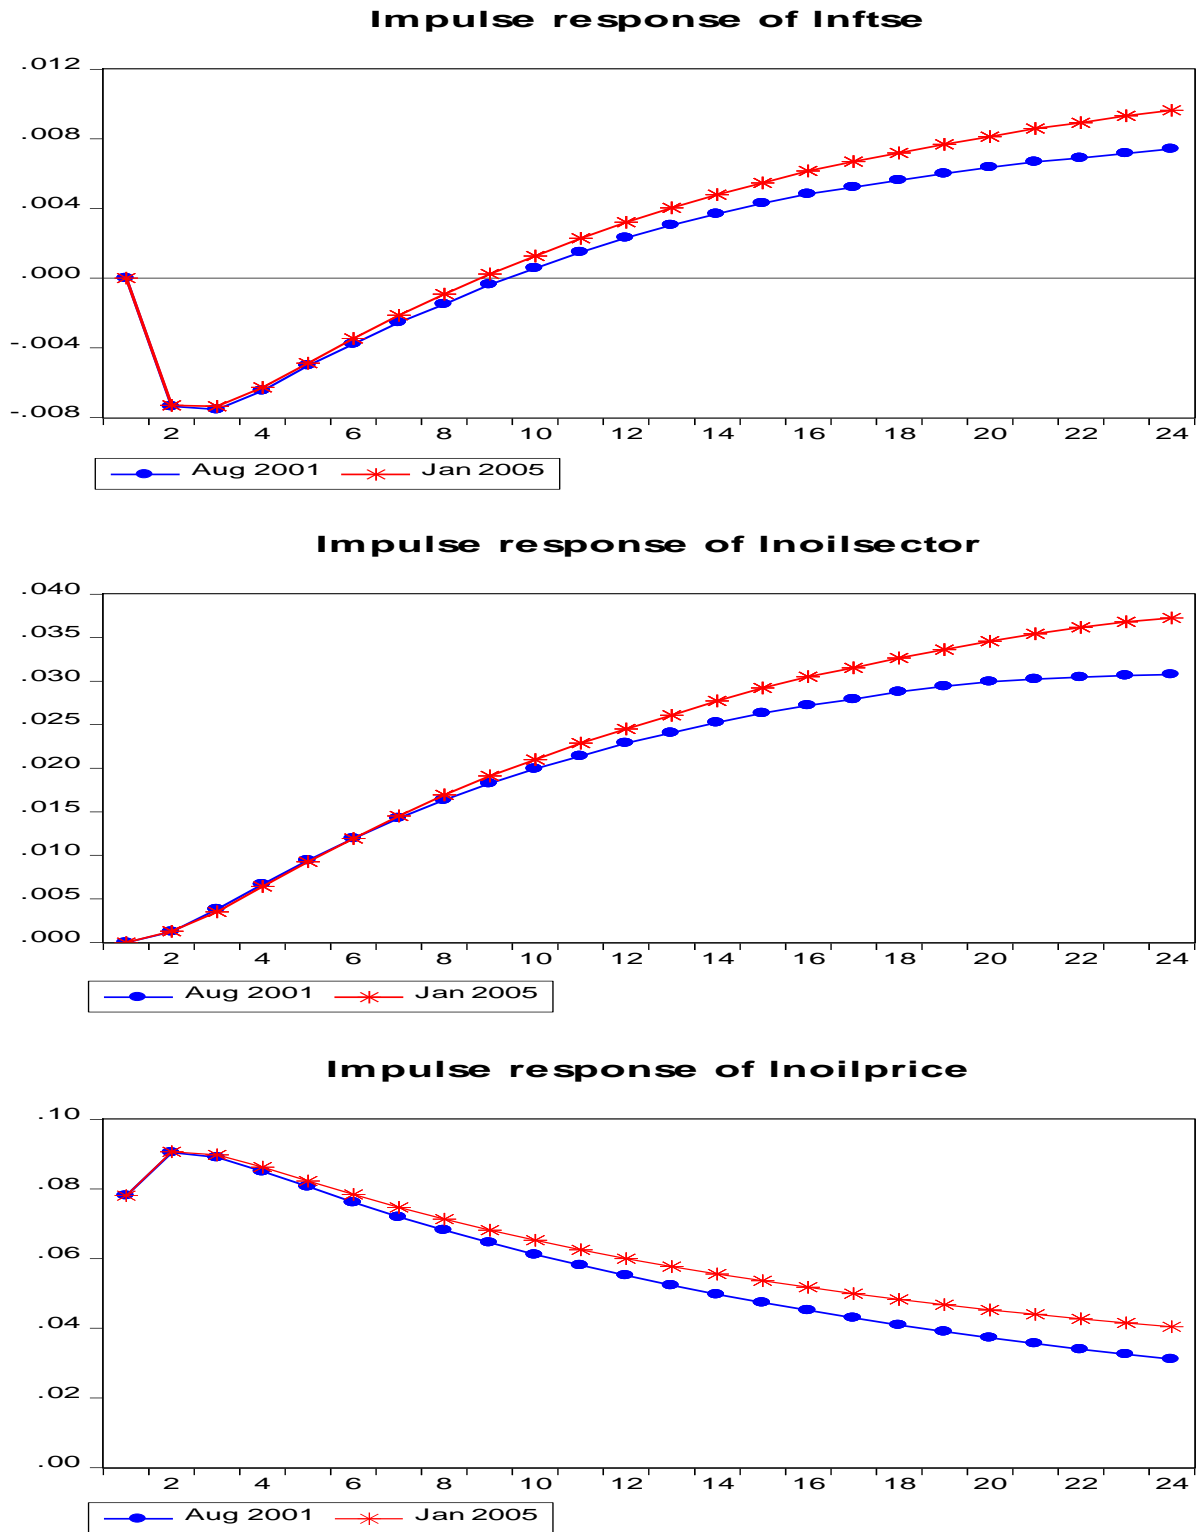 Impulse response of lnftse
.012
.008
.004
.000
-.004
-.008
2 4 6 8 10 12 14 16 18 20 22 24
Aug 2001 Jan 2005
Impulse response of lnoilsector
.040
.035
.030
.025
.020
.015
.010
.005
.000
2 4 6 8 10 12 14 16 18 20 22 24
Aug 2001 Jan 2005
Impulse response of lnoilprice
.10
.08
.06
.04
.02
.00
2 4 6 8 10 12 14 16 18 20 22 24
Aug 2001 Jan 2005